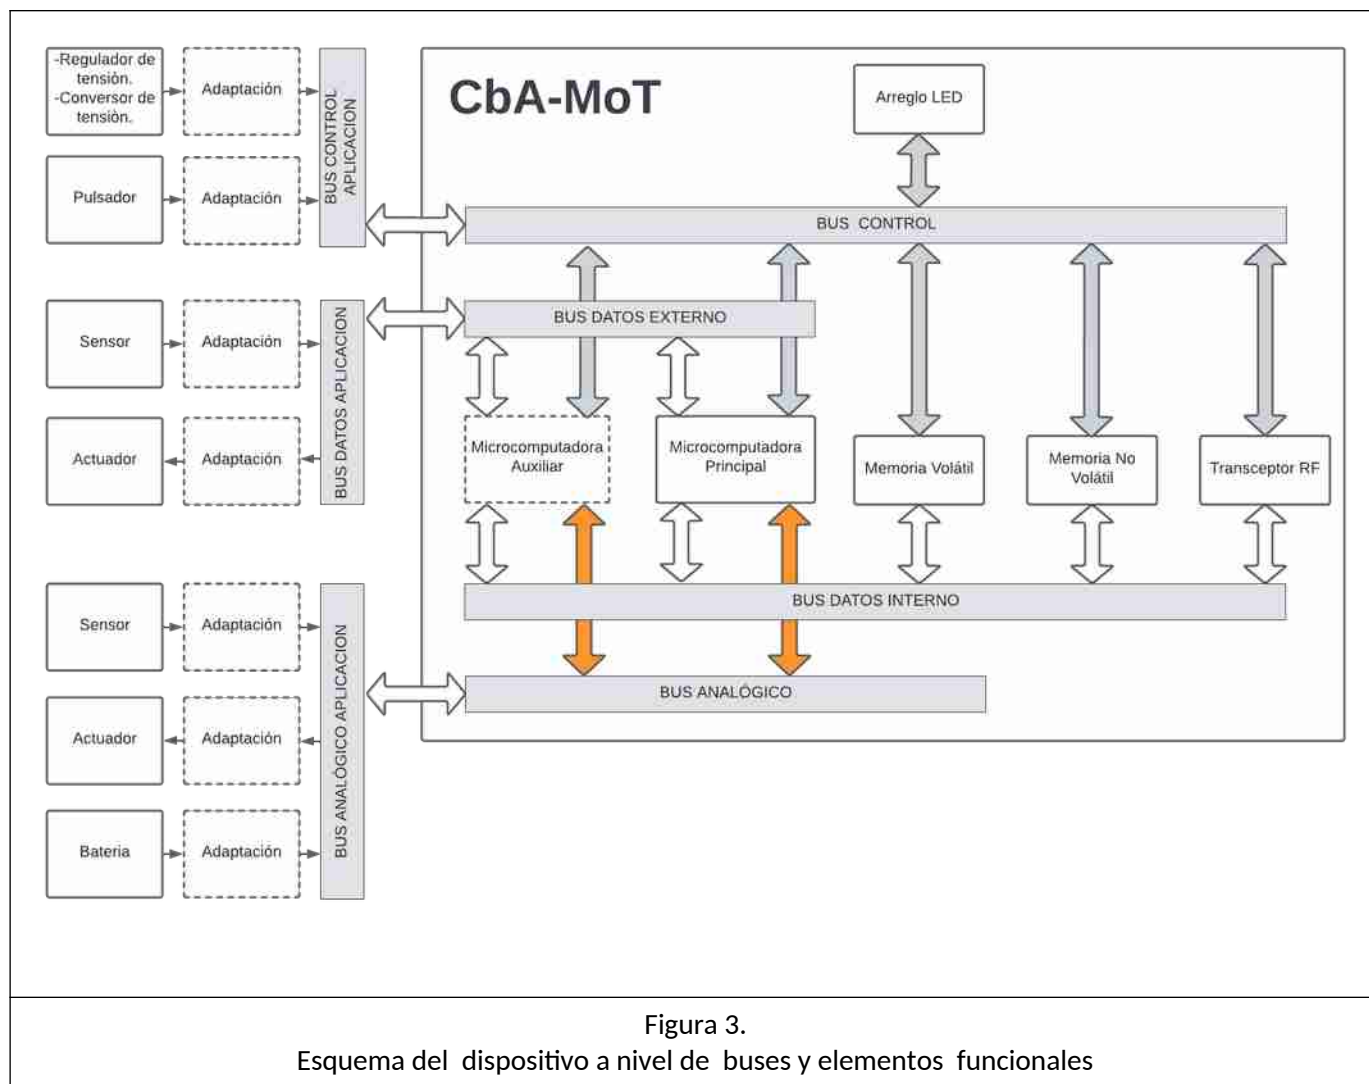 -Regulador de
tensiòn.
-Conversor de
tensiòn.
Adaptación
BUS CONTROL
APLICACION
CbA-MoT
Arreglo LED
Pulsador
Adaptación
BUS CONTROL
Sensor
Adaptación
BUS DATOS APLICACION
BUS DATOS EXTERNO
Actuador
Adaptación
Microcomputadora
Auxiliar
Microcomputadora
Principal
Memoria Volátil
Memoria No
Volátil
Transceptor RF
Sensor
Adaptación
BUS ANALÓGICO APLICACION
BUS DATOS INTERNO
Actuador
Adaptación
BUS ANALÓGICO
Bateria
Adaptación
Figura 3.
Esquema del dispositivo a nivel de buses y elementos funcionales